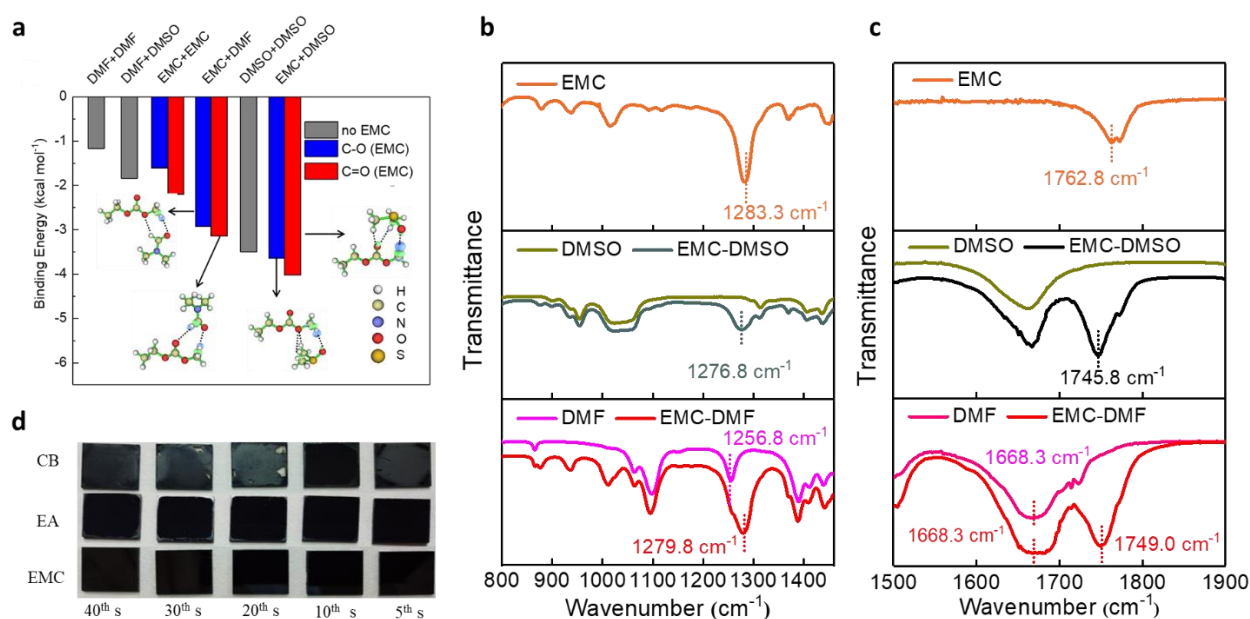 a
DMF+DMF
DMF+DMSO
EMC+EMC
EMC+DMF
DMSO+DMSO
EMC+DMSO
0
-1
-2
-3
-4
-5
-6
Binding Energy (kcal mol⁻¹)
no EMC
C-O (EMC)
C=O (EMC)
H
C
N
O
S
b
EMC
1283.3 cm⁻¹
DMSO EMC-DMSO
1276.8 cm⁻¹
DMF EMC-DMF
1256.8 cm⁻¹
1279.8 cm⁻¹
Transmittance
800 1000 1200 1400
Wavenumber (cm⁻¹)
c
EMC
1762.8 cm⁻¹
DMSO EMC-DMSO
1745.8 cm⁻¹
DMF EMC-DMF
1668.3 cm⁻¹
1668.3 cm⁻¹ 1749.0 cm⁻¹
Transmittance
1500 1600 1700 1800 1900
Wavenumber (cm⁻¹)
d
CB
EA
EMC
40ᵗʰ s 30ᵗʰ s 20ᵗʰ s 10ᵗʰ s 5ᵗʰ s